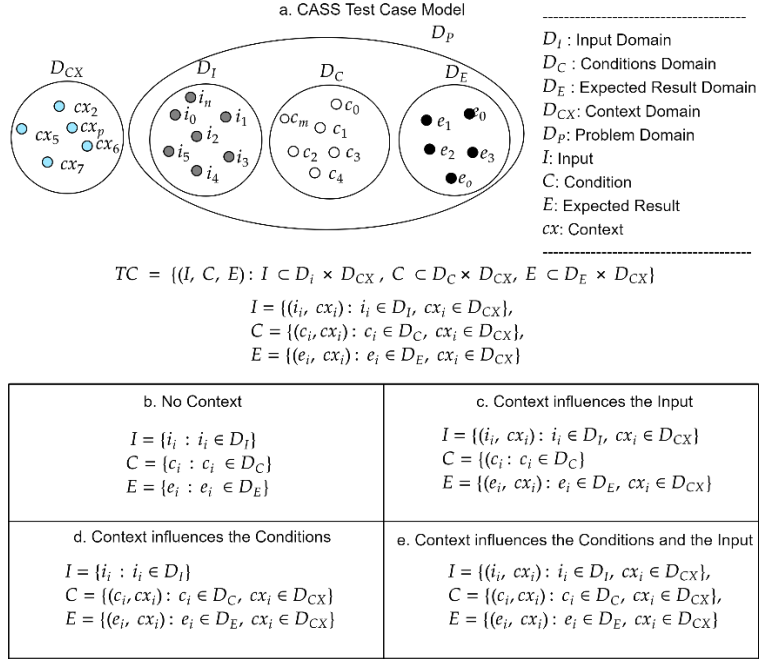 a. CASS Test Case Model
D_P
D_CX
D_I
D_C
D_E
cx_2
cx_5
cx_p
cx_6
cx_7
i_n
i_0
i_1
i_2
i_5
i_3
i_4
c_0
c_m
c_1
c_2
c_3
c_4
e_1
e_0
e_2
e_3
e_o
D_I : Input Domain
D_C : Conditions Domain
D_E : Expected Result Domain
D_CX: Context Domain
D_P: Problem Domain
I: Input
C: Condition
E: Expected Result
cx: Context
TC = {(I, C, E): I ⊂ D_i × D_CX , C ⊂ D_C × D_CX, E ⊂ D_E × D_CX}
I = {(i_i, cx_i): i_i ∈ D_I, cx_i ∈ D_CX},
C = {(c_i, cx_i): c_i ∈ D_C, cx_i ∈ D_CX},
E = {(e_i, cx_i): e_i ∈ D_E, cx_i ∈ D_CX}
b. No Context
I = {i_i : i_i ∈ D_I}
C = {c_i : c_i ∈ D_C}
E = {e_i : e_i ∈ D_E}
c. Context influences the Input
I = {(i_i, cx_i): i_i ∈ D_I, cx_i ∈ D_CX}
C = {(c_i: c_i ∈ D_C}
E = {(e_i, cx_i): e_i ∈ D_E, cx_i ∈ D_CX}
d. Context influences the Conditions
I = {i_i : i_i ∈ D_I}
C = {(c_i, cx_i): c_i ∈ D_C, cx_i ∈ D_CX}
E = {(e_i, cx_i): e_i ∈ D_E, cx_i ∈ D_CX}
e. Context influences the Conditions and the Input
I = {(i_i, cx_i): i_i ∈ D_I, cx_i ∈ D_CX},
C = {(c_i, cx_i): c_i ∈ D_C, cx_i ∈ D_CX},
E = {(e_i, cx_i): e_i ∈ D_E, cx_i ∈ D_CX}